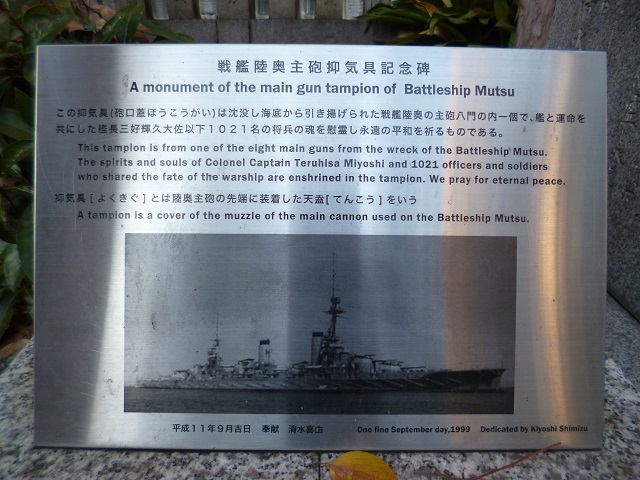 戦艦陸奥主砲抑気具記念碑
A monument of the main gun tampion of Battleship Mutsu
この抑気具(砲口蓋ほうこうがい)は沈没し海底から引き揚げられた戦艦陸奥の主砲八門の内一個で、艦と運命を
共にした艦長三好輝久大佐以下1021名の将兵の魂を慰霊し永遠の平和を祈るものである。
This tampion is from one of the eight main guns from the wreck of the Battleship Mutsu.
The spirits and souls of Colonel Captain Teruhisa Miyoshi and 1021 officers and soldiers
who shared the fate of the warship are enshrined in the tampion. We pray for eternal peace.
抑気具[よくきぐ]とは陸奥主砲の先端に装着した天蓋[てんこう]をいう
A tampion is a cover of the muzzle of the main cannon used on the Battleship Mutsu.
平成11年9月吉日 奉献 清水喜由 One fine September day,1999 Dedicated by Kiyoshi Shimizu